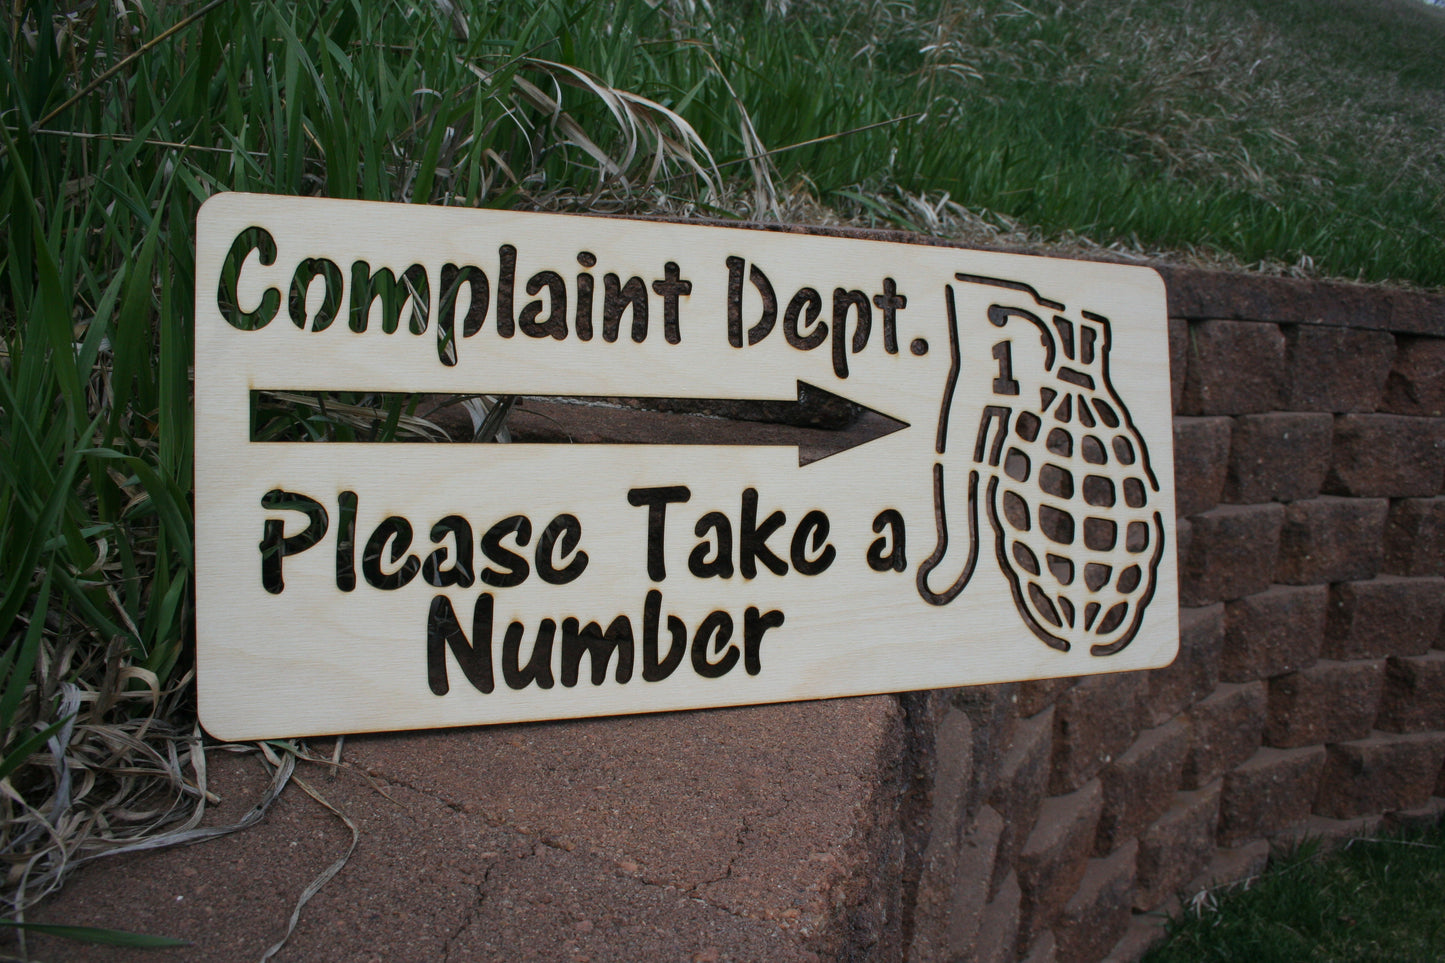 Complaint Dept.
1
Please Take a
Number